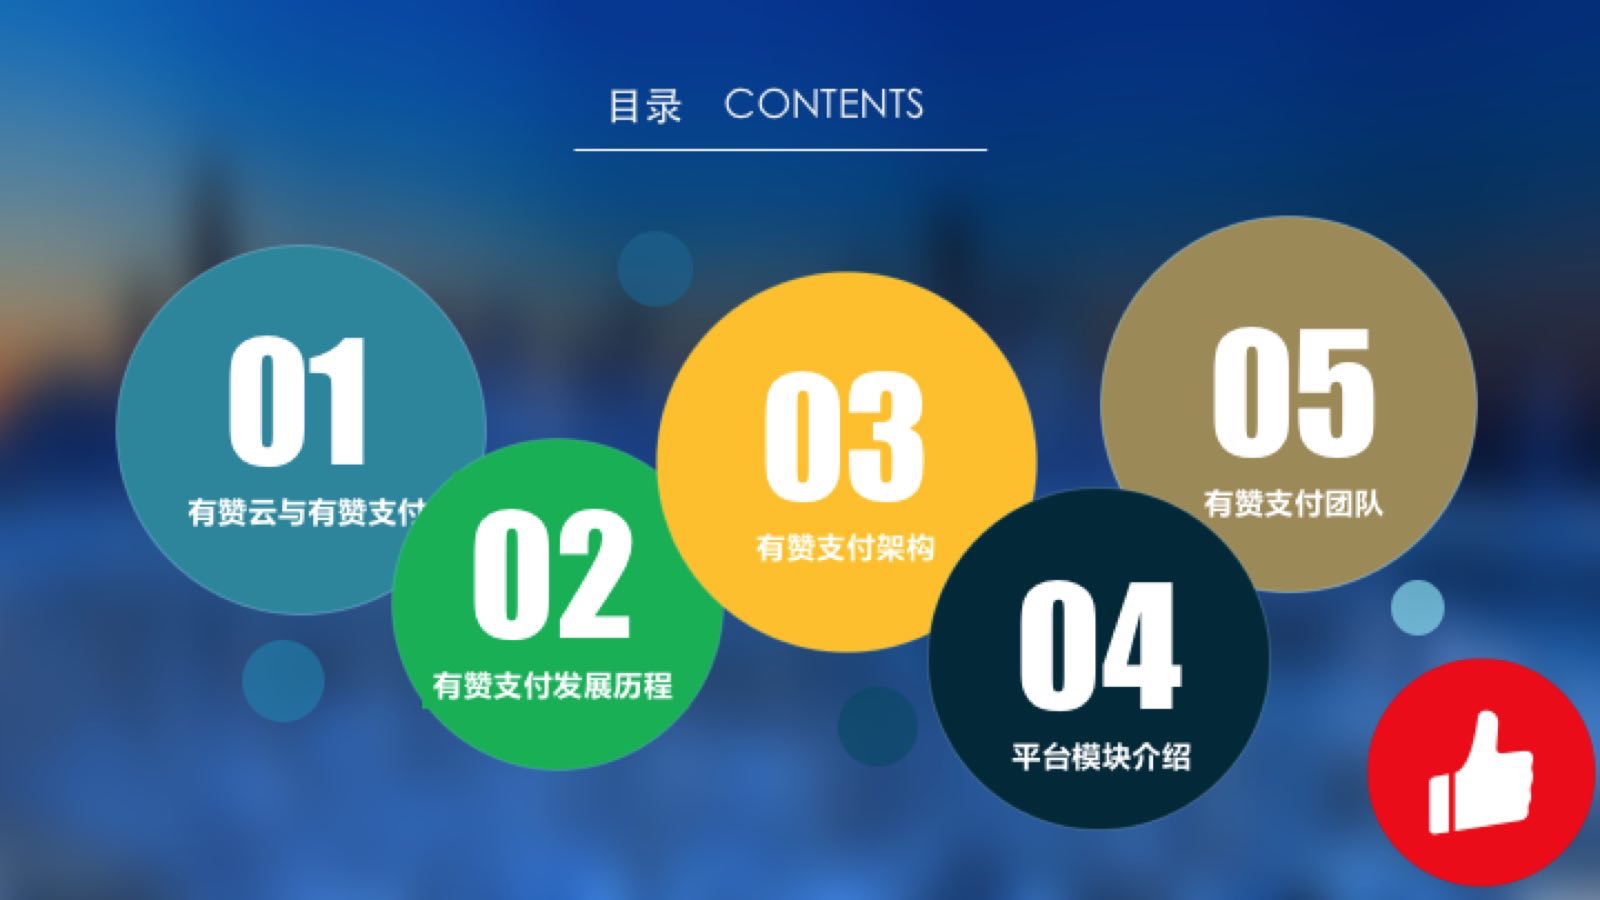 目录 CONTENTS
01
有赞云与有赞支付
02
有赞支付发展历程
03
有赞支付架构
04
平台模块介绍
05
有赞支付团队